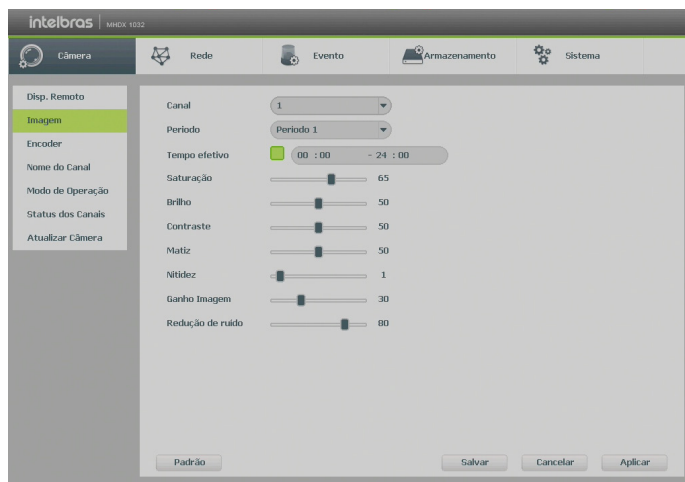 intelbras | MHDX 1032
Câmera Rede Evento Armazenamento Sistema
Disp. Remoto
Imagem
Encoder
Nome do Canal
Modo de Operação
Status dos Canais
Atualizar Câmera
Canal 1
Periodo Periodo 1
Tempo efetivo 00 :00 - 24 : 00
Saturação 65
Brilho 50
Contraste 50
Matiz 50
Nitidez 1
Ganho Imagem 30
Redução de ruido 80
Padrão Salvar Cancelar Aplicar